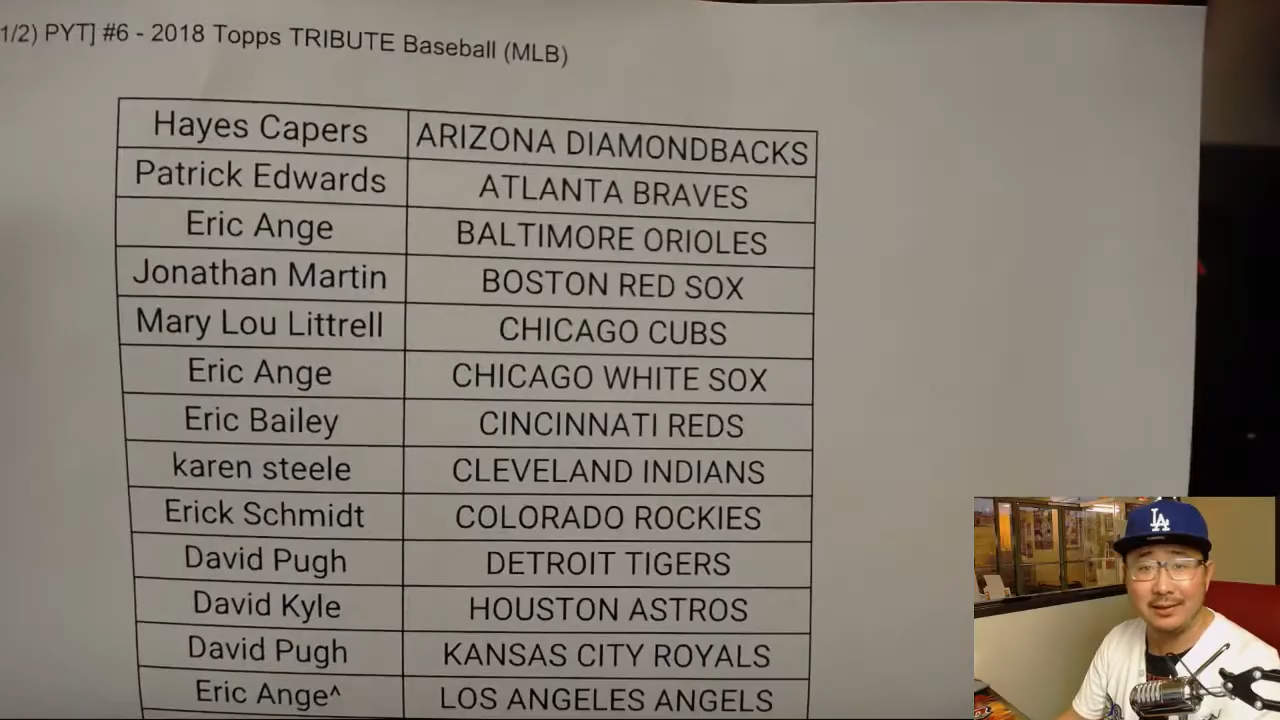 1/2) PYT] #6 - 2018 Topps TRIBUTE Baseball (MLB)
Hayes Capers ARIZONA DIAMONDBACKS
Patrick Edwards ATLANTA BRAVES
Eric Ange BALTIMORE ORIOLES
Jonathan Martin BOSTON RED SOX
Mary Lou Littrell CHICAGO CUBS
Eric Ange CHICAGO WHITE SOX
Eric Bailey CINCINNATI REDS
karen steele CLEVELAND INDIANS
Erick Schmidt COLORADO ROCKIES
David Pugh DETROIT TIGERS
David Kyle HOUSTON ASTROS
David Pugh KANSAS CITY ROYALS
Eric Ange^ LOS ANGELES ANGELS
LA